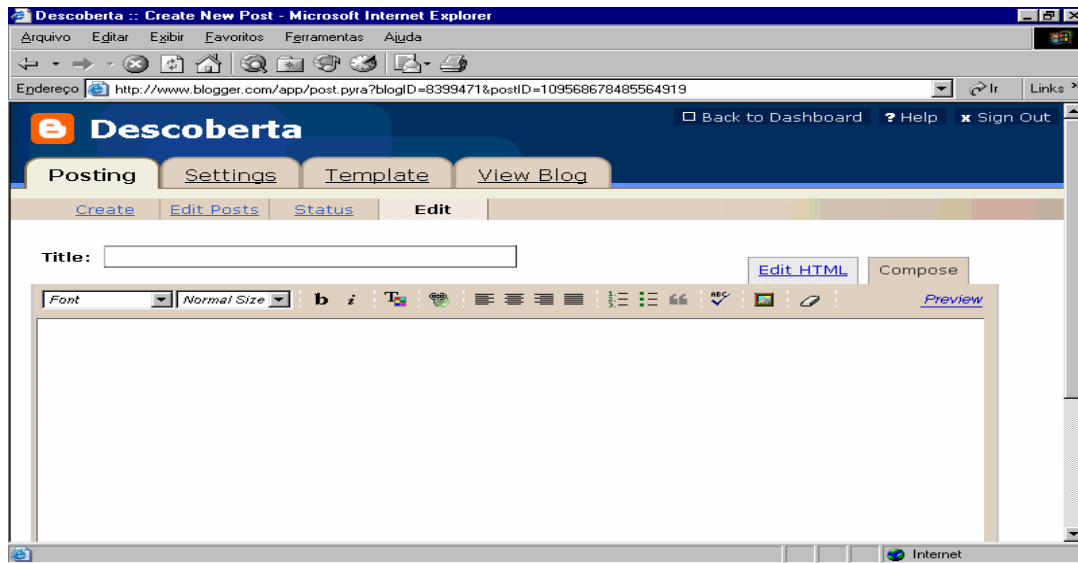 Descoberta :: Create New Post - Microsoft Internet Explorer
Arquivo Editar Exibir Favoritos Ferramentas Ajuda
Endereço http://www.blogger.com/app/post.pyra?blogID=8399471&postID=109568678485564919 Ir Links »
Descoberta Back to Dashboard ? Help x Sign Out
Posting Settings Template View Blog
Create Edit Posts Status Edit
Title:
Edit HTML Compose
Font Normal Size b i T ABC Preview
Internet